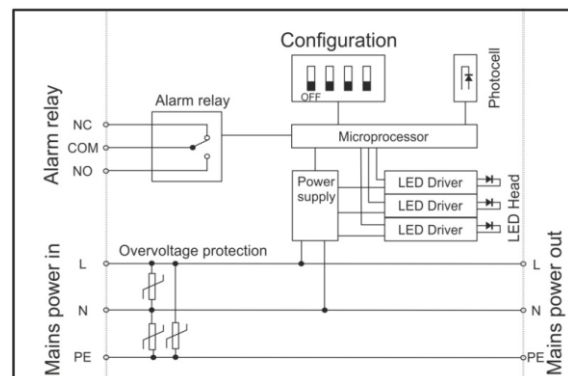 Configuration
OFF
Photocell
Alarm relay
Alarm relay
NC
COM
NO
Microprocessor
Power
supply
LED Driver
LED Driver
LED Driver
LED Head
Overvoltage protection
Mains power in
L
N
PE
Mains power out
L
N
PE